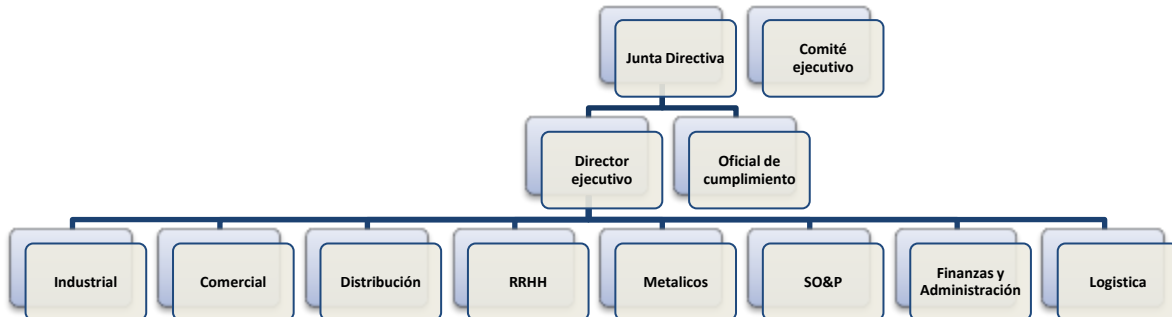 Junta Directiva
Comité
ejecutivo
Director
ejecutivo
Oficial de
cumplimiento
Industrial
Comercial
Distribución
RRHH
Metalicos
SO&P
Finanzas y
Administración
Logistica